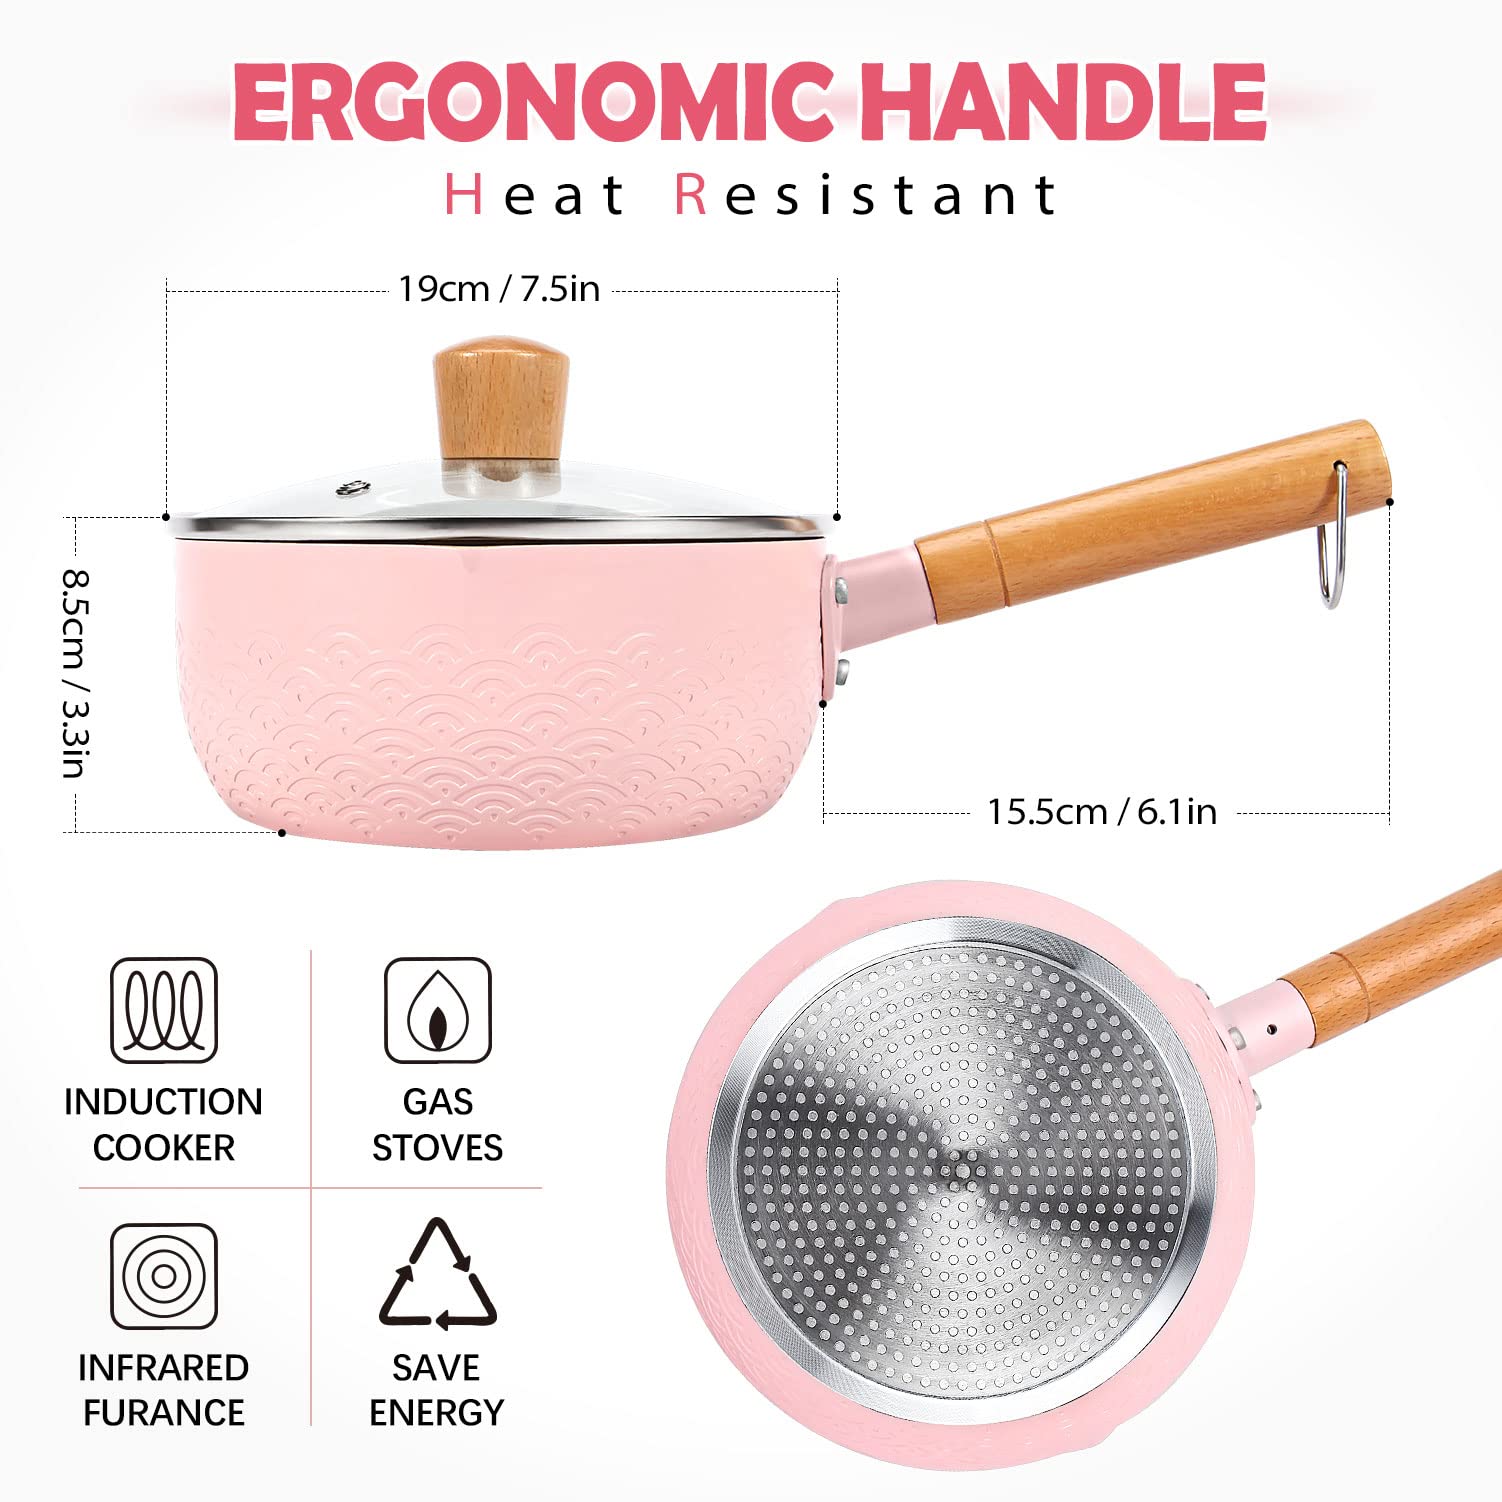 ERGONOMIC HANDLE
Heat Resistant
19cm / 7.5in
8.5cm / 3.3in
15.5cm / 6.1in
INDUCTION
COOKER
GAS
STOVES
INFRARED
FURANCE
SAVE
ENERGY